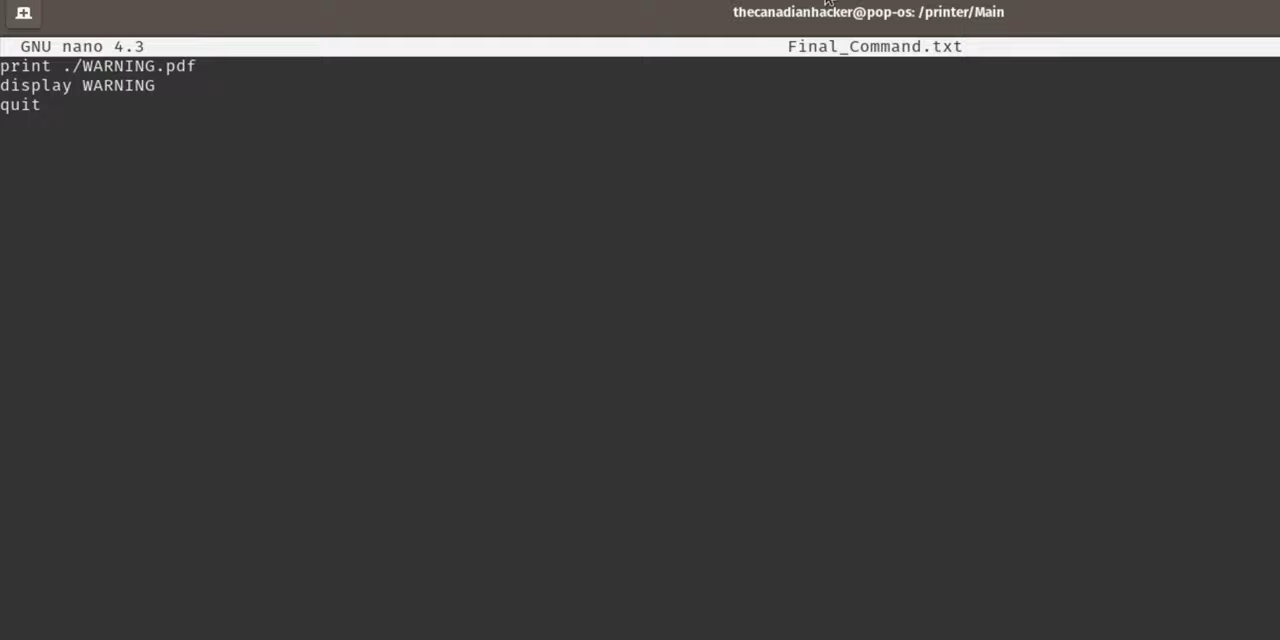 thecanadianhacker@pop-os: /printer/Main
GNU nano 4.3 Final_Command.txt
print ./WARNING.pdf
display WARNING
quit